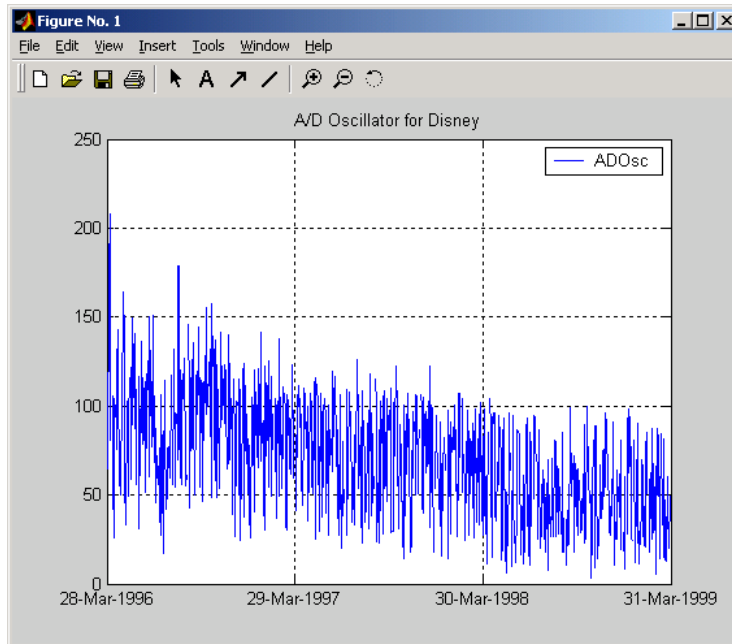 Figure No. 1
File Edit View Insert Tools Window Help
A
A/D Oscillator for Disney
ADOsc
250
200
150
100
50
0
28-Mar-1996 29-Mar-1997 30-Mar-1998 31-Mar-1999